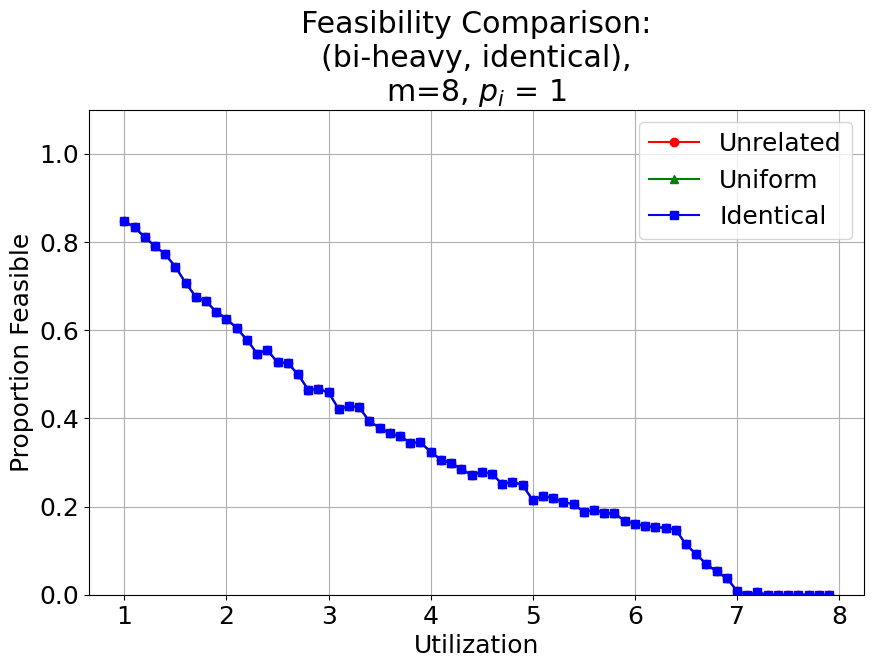 Feasibility Comparison:
(bi-heavy, identical),
m=8, $p_i$ = 1
Unrelated
Uniform
Identical
Proportion Feasible
1.0
0.8
0.6
0.4
0.2
0.0
1 2 3 4 5 6 7 8
Utilization